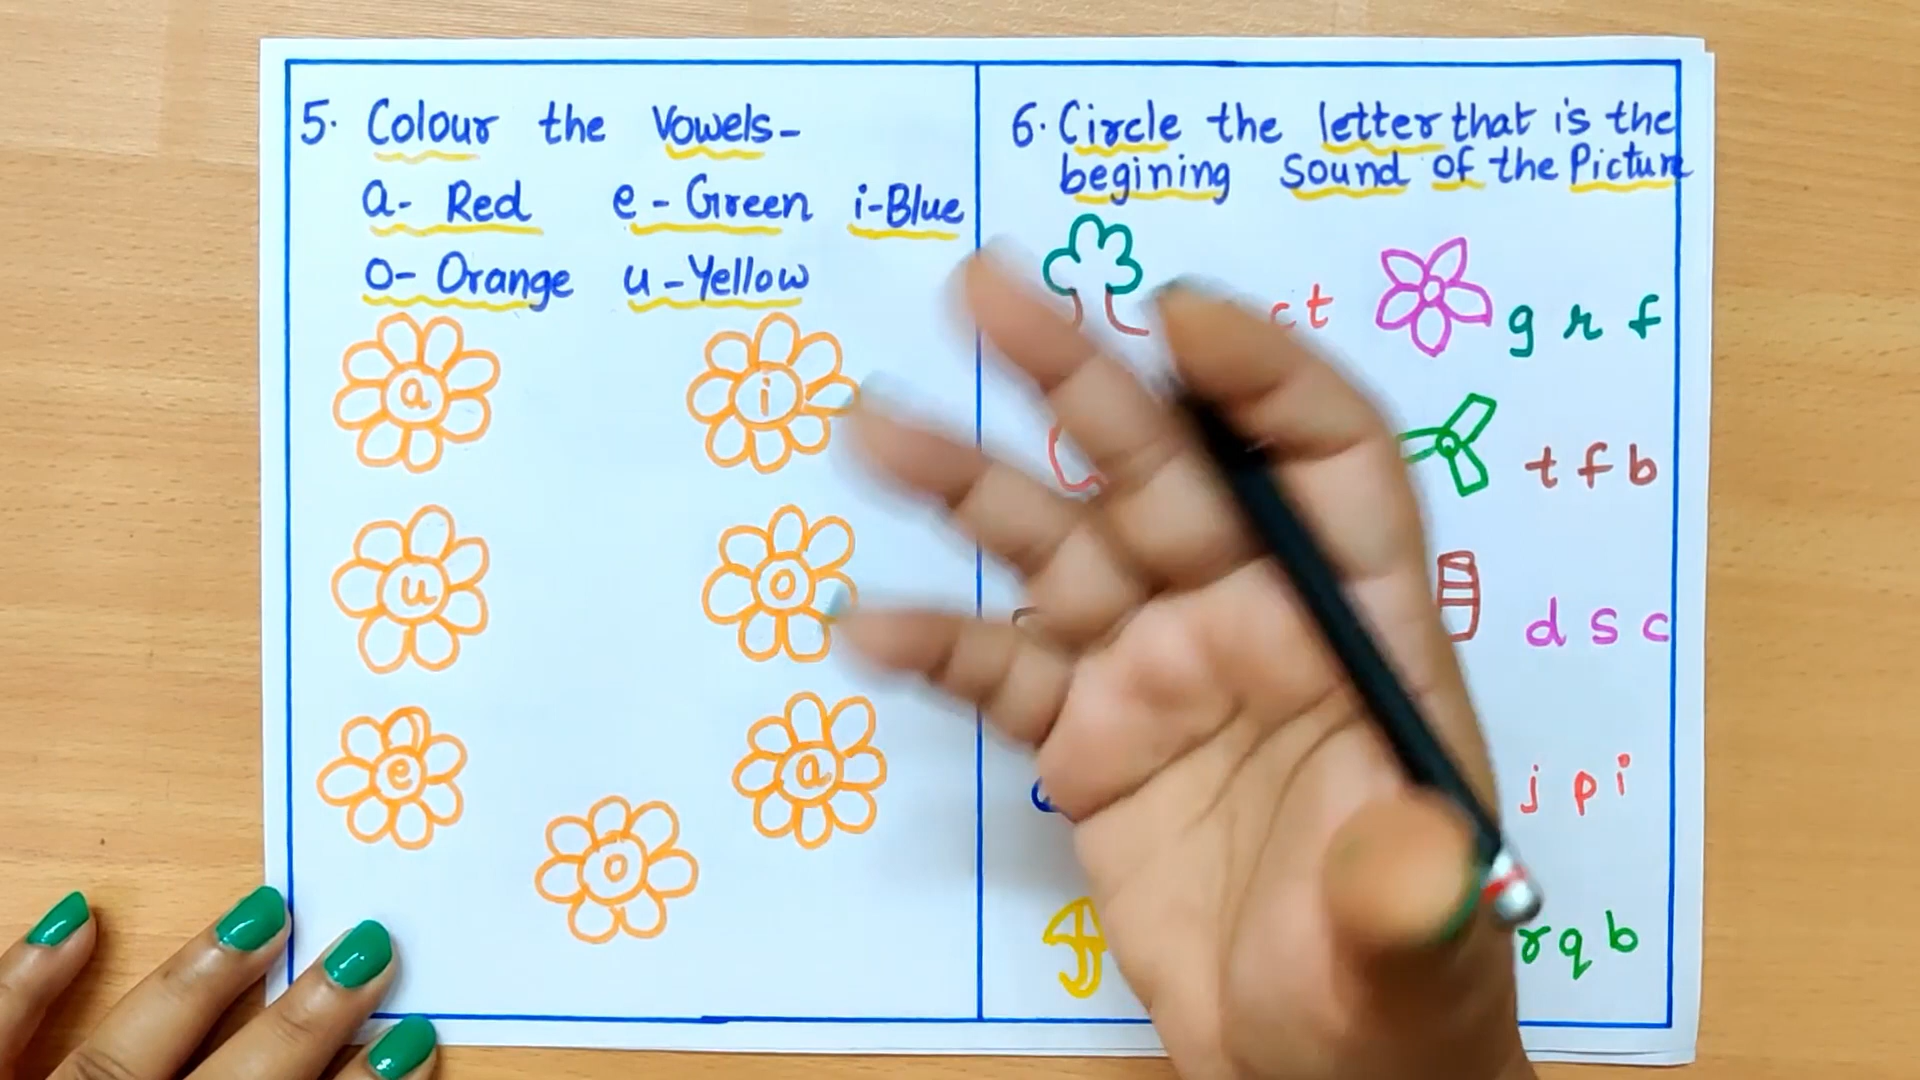 5. Colour the Vowels-
a- Red e-Green i-Blue
o- Orange u-Yellow
a i
u o
e a
o
6. Circle the letter that is the
begining Sound of the Picture
c t g r f
t f b
d s c
j p i
r q b